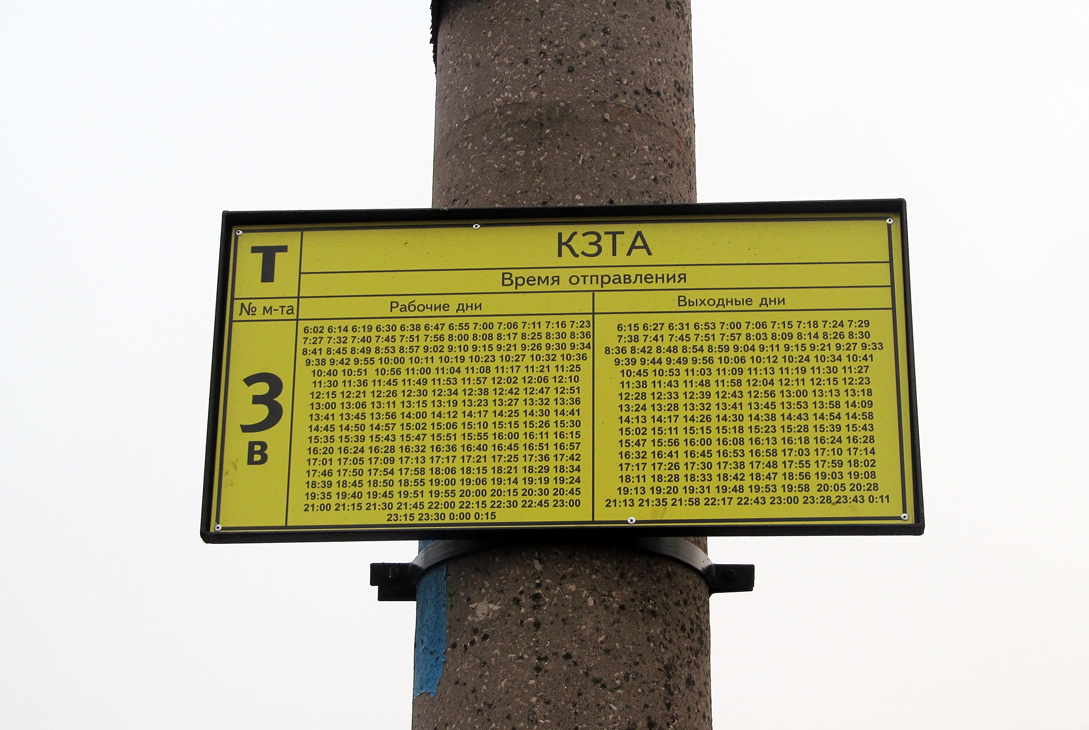 Т
КЗТА
Время отправления
№ м-та
Рабочие дни
Выходные дни
3
В
6:02 6:14 6:19 6:30 6:38 6:47 6:55 7:00 7:06 7:11 7:16 7:23
7:27 7:32 7:40 7:45 7:51 7:56 8:00 8:08 8:17 8:25 8:30 8:36
8:41 8:45 8:49 8:53 8:57 9:02 9:10 9:15 9:21 9:26 9:30 9:34
9:38 9:42 9:55 10:00 10:11 10:19 10:23 10:27 10:32 10:36
10:40 10:51 10:56 11:00 11:04 11:08 11:17 11:21 11:25
11:30 11:36 11:45 11:49 11:53 11:57 12:02 12:06 12:10
12:15 12:21 12:26 12:30 12:34 12:38 12:42 12:47 12:51
13:00 13:06 13:11 13:15 13:19 13:23 13:27 13:32 13:36
13:41 13:45 13:56 14:00 14:12 14:17 14:25 14:30 14:41
14:45 14:50 14:57 15:02 15:06 15:10 15:15 15:26 15:30
15:35 15:39 15:43 15:47 15:51 15:55 16:00 16:11 16:15
16:20 16:24 16:28 16:32 16:36 16:40 16:45 16:51 16:57
17:01 17:05 17:09 17:13 17:17 17:21 17:25 17:36 17:42
17:46 17:50 17:54 17:58 18:06 18:15 18:21 18:29 18:34
18:39 18:45 18:50 18:55 19:00 19:06 19:14 19:19 19:24
19:35 19:40 19:45 19:51 19:55 20:00 20:15 20:30 20:45
21:00 21:15 21:30 21:45 22:00 22:15 22:30 22:45 23:00
23:15 23:30 0:00 0:15
6:15 6:27 6:31 6:53 7:00 7:06 7:15 7:18 7:24 7:29
7:38 7:41 7:45 7:51 7:57 8:03 8:09 8:14 8:26 8:30
8:36 8:42 8:48 8:54 8:59 9:04 9:11 9:15 9:21 9:27 9:33
9:39 9:44 9:49 9:56 10:06 10:12 10:24 10:34 10:41
10:45 10:53 11:03 11:09 11:13 11:19 11:30 11:27
11:38 11:43 11:48 11:58 12:04 12:11 12:15 12:23
12:28 12:33 12:39 12:43 12:56 13:00 13:13 13:18
13:24 13:28 13:32 13:41 13:45 13:53 13:58 14:09
14:13 14:17 14:26 14:30 14:38 14:43 14:54 14:58
15:02 15:11 15:15 15:18 15:23 15:28 15:39 15:43
15:47 15:56 16:00 16:08 16:13 16:18 16:24 16:28
16:32 16:41 16:45 16:53 16:58 17:03 17:10 17:14
17:17 17:26 17:30 17:38 17:48 17:55 17:59 18:02
18:11 18:28 18:33 18:42 18:47 18:56 19:03 19:08
19:13 19:20 19:31 19:48 19:53 19:58 20:05 20:28
21:13 21:35 21:58 22:17 22:43 23:00 23:28 23:43 0:11